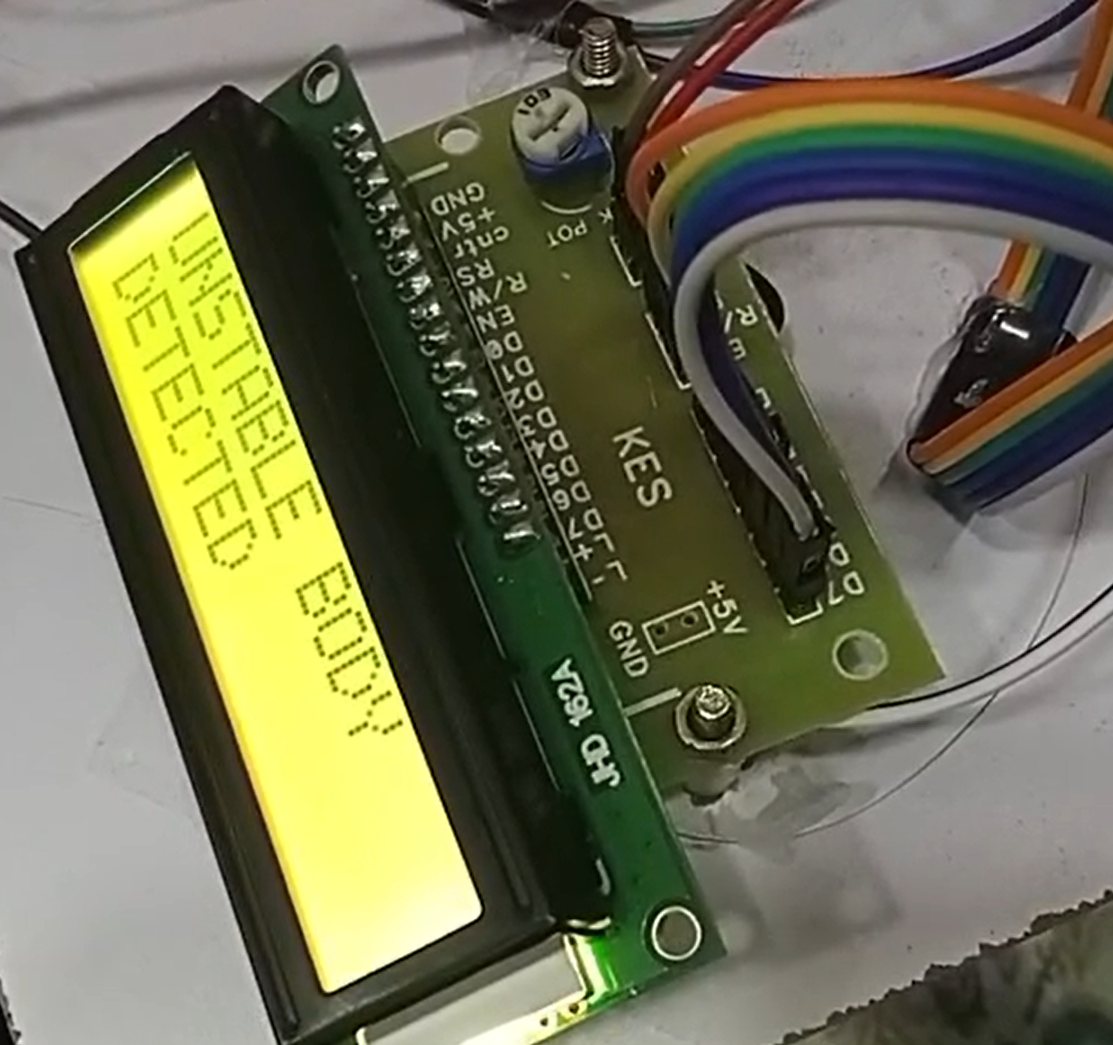 UNSTABLE BODY
DETECTED
103
POT
K
GND
+5V
cntr
RS
R/W
EN
D0
D1
D2
D3
D4
D5
D6
D7
L+
L-
KES
R/
E
D7
+5V
GND
JHD 162A